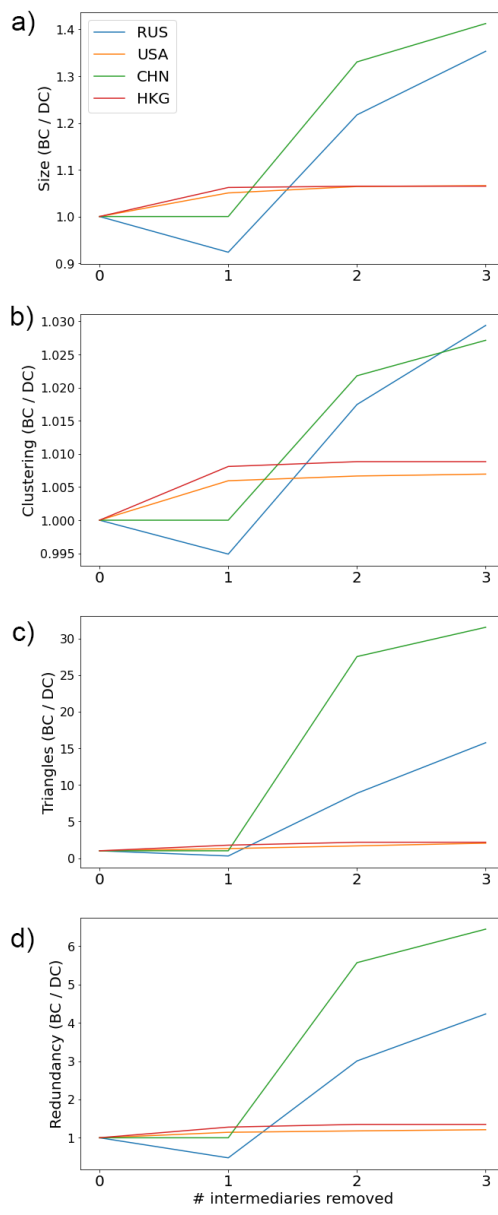 a)
Size (BC / DC)
1.4
1.3
1.2
1.1
1.0
0.9
RUS
USA
CHN
HKG
0 1 2 3
b)
Clustering (BC / DC)
1.030
1.025
1.020
1.015
1.010
1.005
1.000
0.995
0 1 2 3
c)
Triangles (BC / DC)
30
25
20
15
10
5
0
0 1 2 3
d)
Redundancy (BC / DC)
6
5
4
3
2
1
0 1 2 3
# intermediaries removed